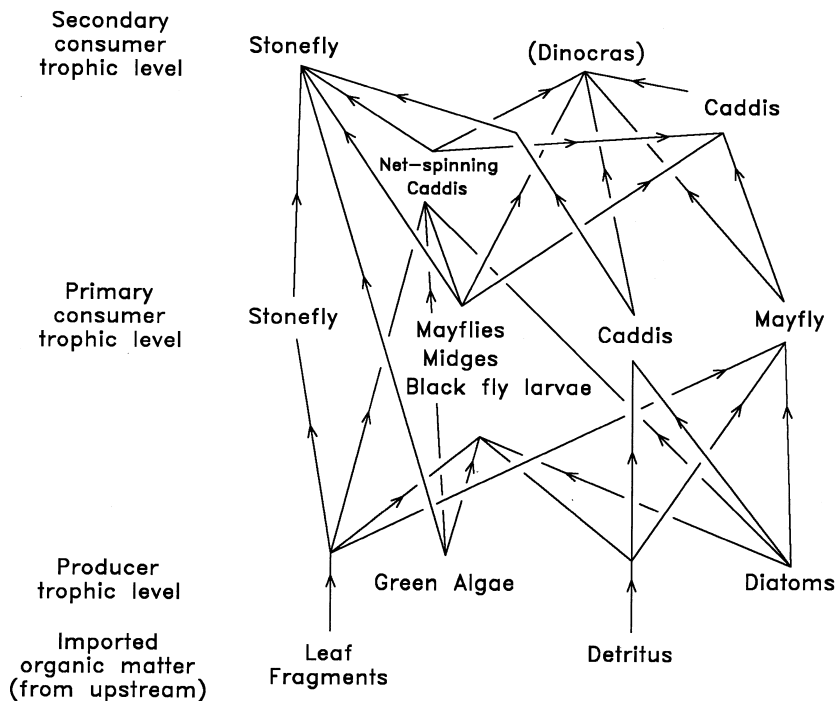 Secondary
consumer
trophic level
Stonefly
(Dinocras)
Caddis
Net-spinning
Caddis
Primary
consumer
trophic level
Stonefly
Mayflies
Midges
Black fly larvae
Caddis
Mayfly
Producer
trophic level
Green Algae
Diatoms
Imported
organic matter
(from upstream)
Leaf
Fragments
Detritus